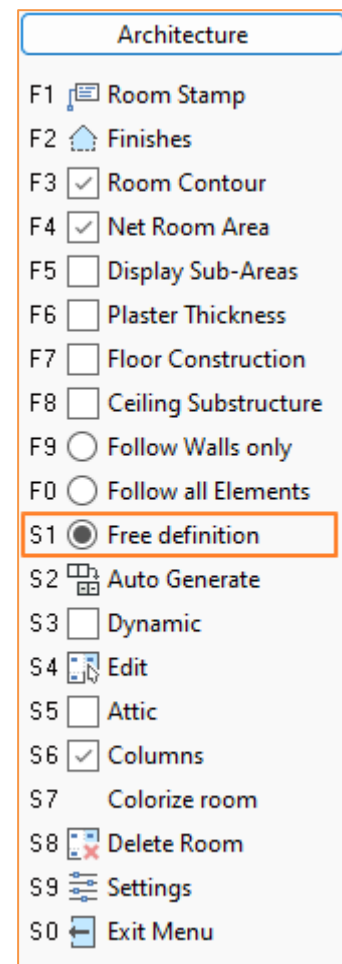 Architecture
F1 Room Stamp
F2 Finishes
F3 Room Contour
F4 Net Room Area
F5 Display Sub-Areas
F6 Plaster Thickness
F7 Floor Construction
F8 Ceiling Substructure
F9 Follow Walls only
F0 Follow all Elements
S1 Free definition
S2 Auto Generate
S3 Dynamic
S4 Edit
S5 Attic
S6 Columns
S7 Colorize room
S8 Delete Room
S9 Settings
S0 Exit Menu